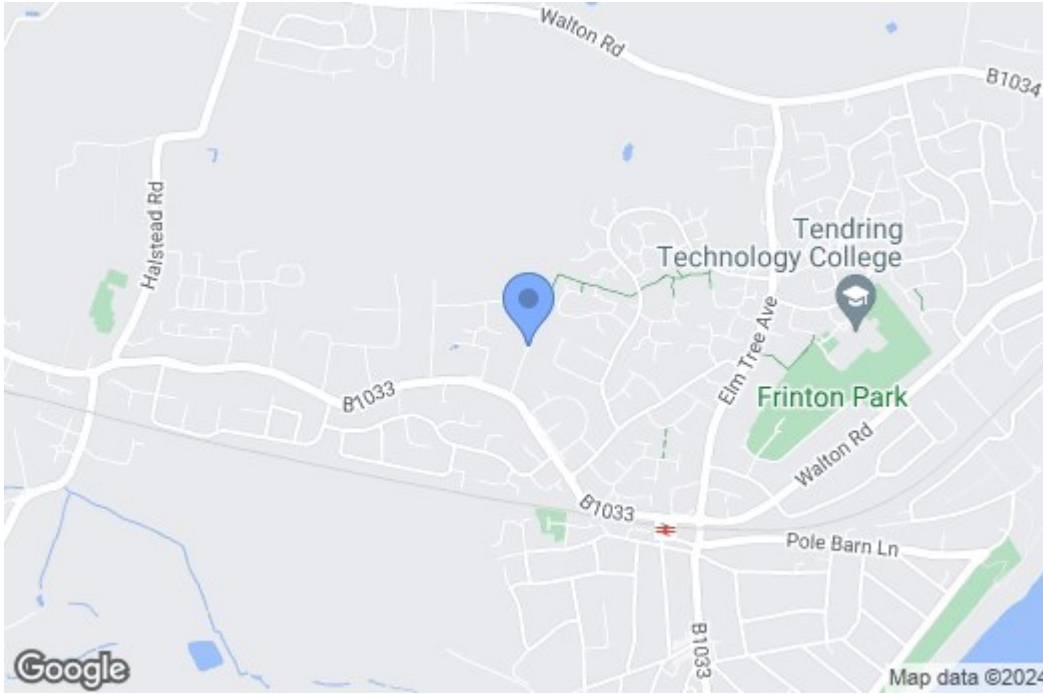 Walton Rd
B1034
Halstead Rd
Tendring
Technology College
Elm Tree Ave
B1033
Frinton Park
Walton Rd
B1033
Pole Barn Ln
B1033
Google
Map data ©2024